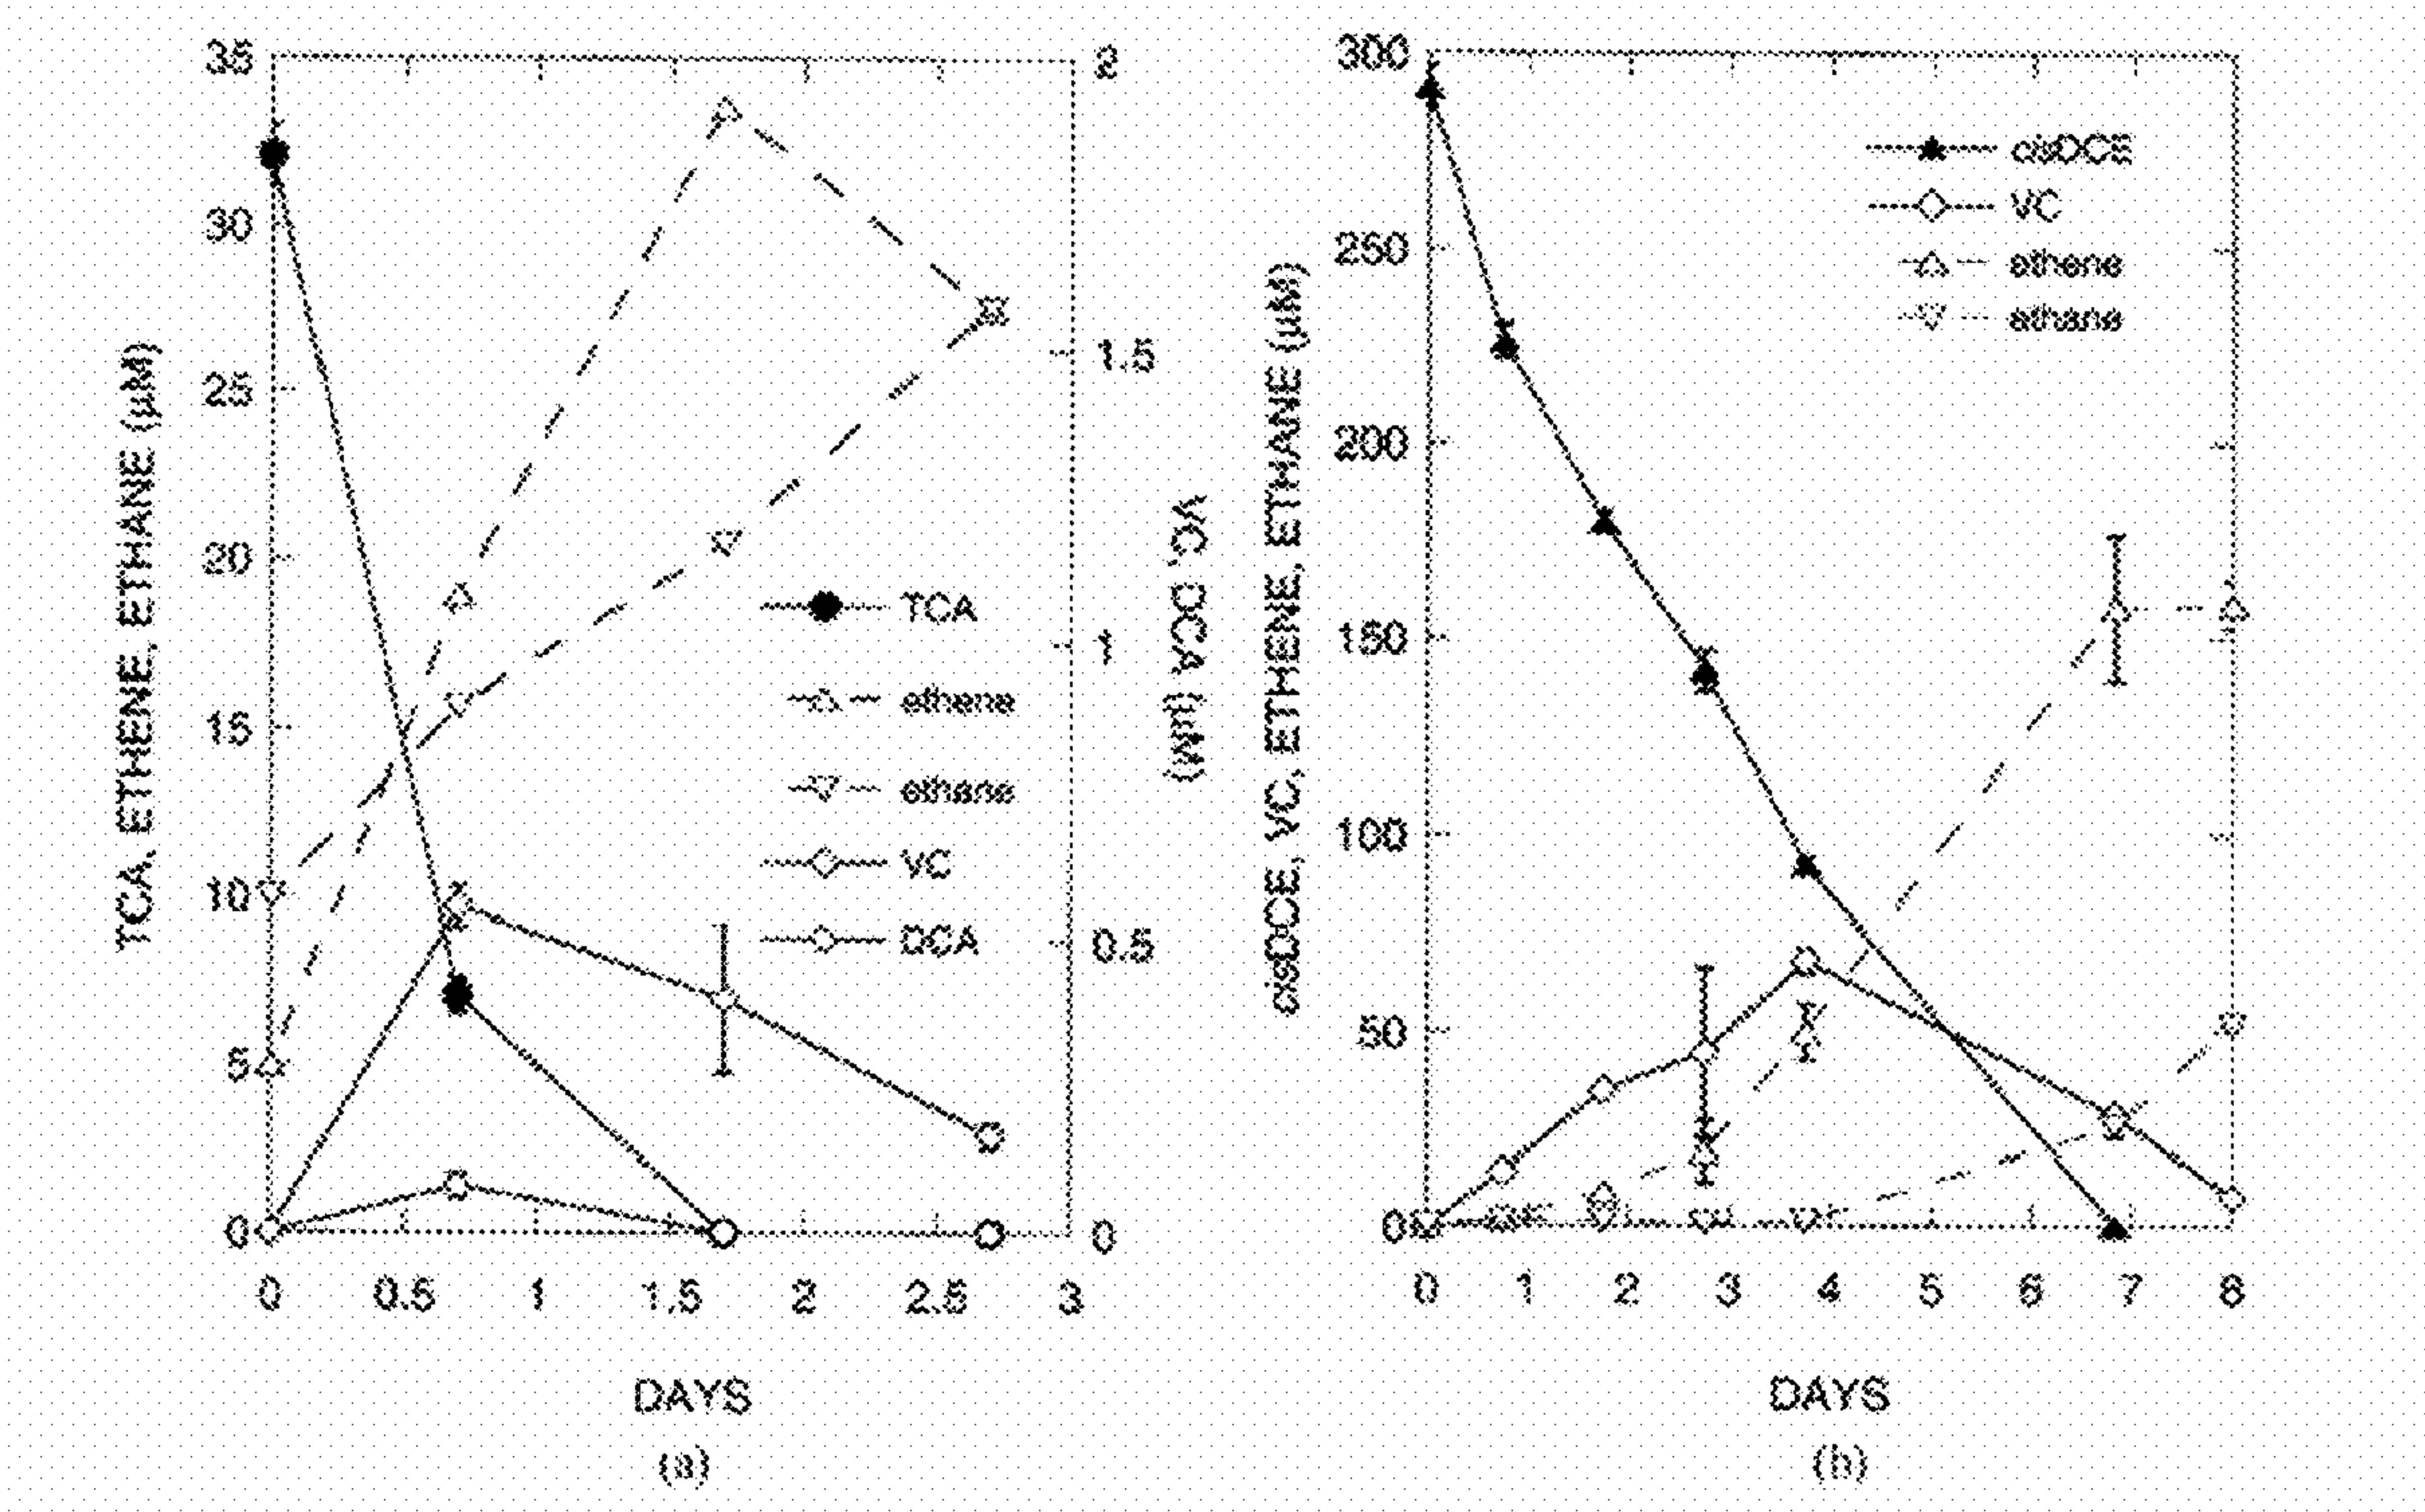 35
30
25
20
15
10
5
0
2
1.5
1
0.5
0
0 0.5 1 1.5 2 2.5 3
TCA, ETHENE, ETHANE (µM)
VC, DCA (µM)
TCA
ethene
ethane
VC
DCA
DAYS
(a)
300
250
200
150
100
50
0
0 1 2 3 4 5 6 7 8
cisDCE, VC, ETHENE, ETHANE (µM)
cisDCE
VC
ethene
ethane
DAYS
(b)